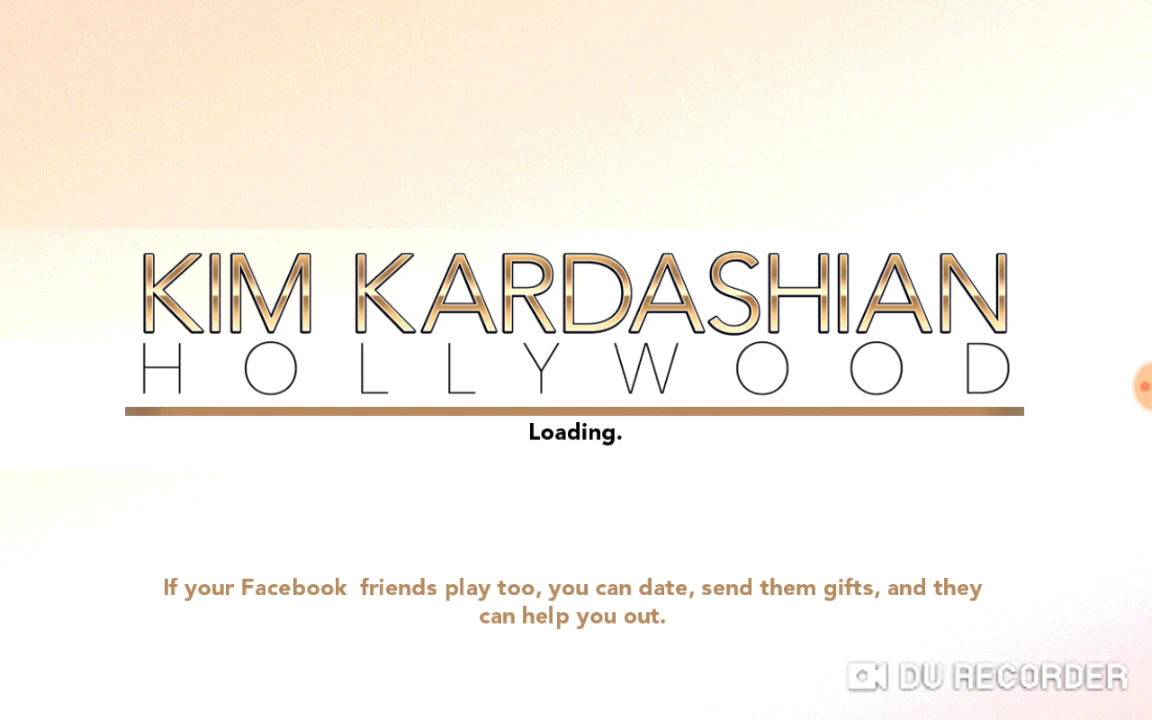 KIM KARDASHIAN
HOLLYWOOD
Loading.
If your Facebook  friends play too, you can date, send them gifts, and they
can help you out.
DU RECORDER